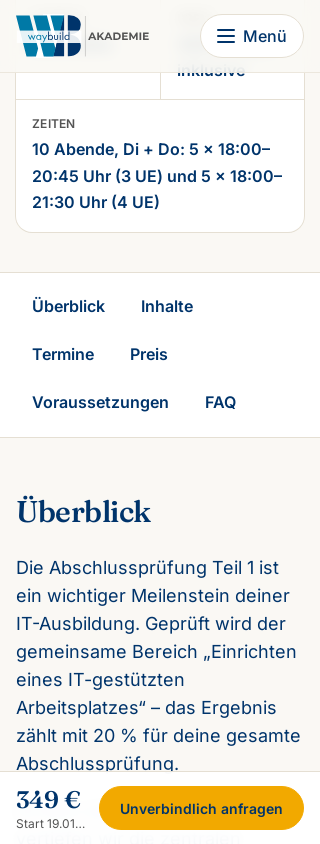 waybuild
AKADEMIE
Menü
inklusive
ZEITEN
10 Abende, Di + Do: 5 × 18:00–
20:45 Uhr (3 UE) und 5 × 18:00–
21:30 Uhr (4 UE)
Überblick Inhalte
Termine Preis
Voraussetzungen FAQ
Überblick
Die Abschlussprüfung Teil 1 ist
ein wichtiger Meilenstein deiner
IT-Ausbildung. Geprüft wird der
gemeinsame Bereich „Einrichten
eines IT-gestützten
Arbeitsplatzes“ – das Ergebnis
zählt mit 20 % für deine gesamte
Abschlussprüfung.
349 €
Start 19.01...
Unverbindlich anfragen